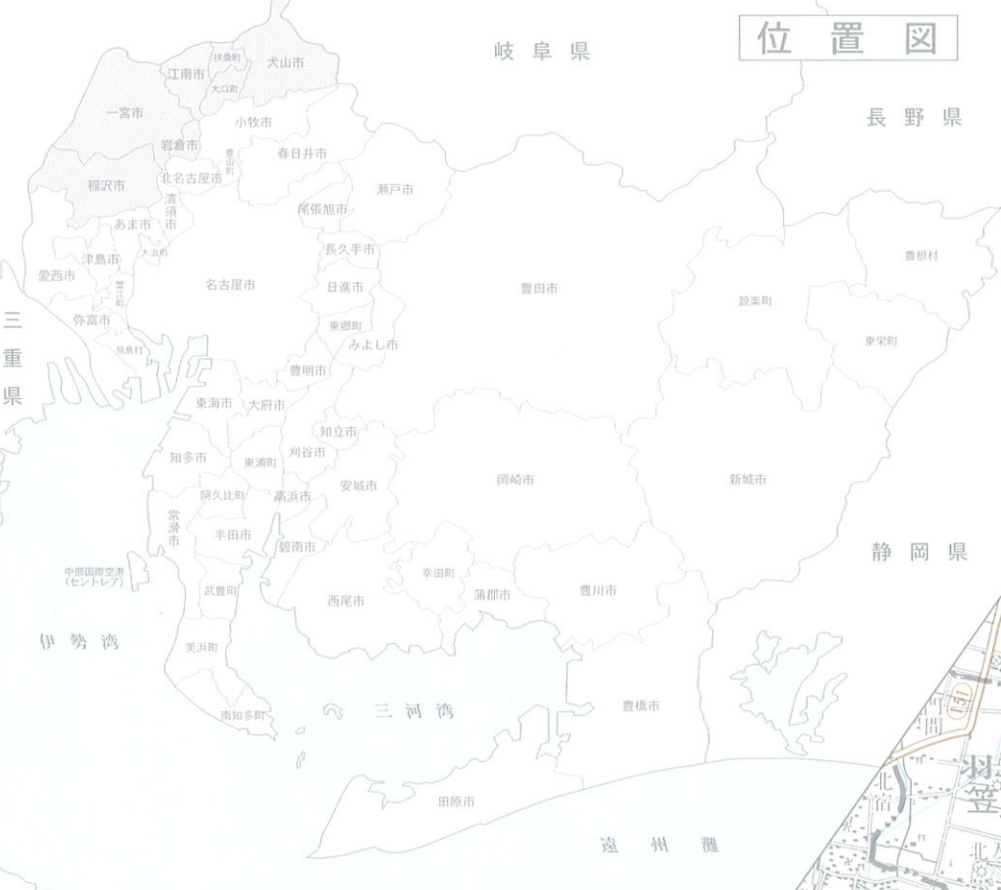 位置図
岐阜県
長野県
扶桑町
犬山市
江南市
大口町
一宮市
小牧市
岩倉市
豊山町
春日井市
稲沢市
北名古屋市
瀬戸市
清須市
尾張旭市
あま市
大治町
長久手市
津島市
愛西市
蟹江町
名古屋市
日進市
豊田市
豊根村
設楽町
弥富市
東郷町
みよし市
東栄町
飛島村
三重県
豊明市
東海市
大府市
知立市
刈谷市
知多市
東浦町
安城市
岡崎市
新城市
阿久比町
高浜市
常滑市
半田市
碧南市
静岡県
中部国際空港
(セントレア)
幸田町
武豊町
西尾市
蒲郡市
豊川市
伊勢湾
美浜町
南知多町
三河湾
豊橋市
田原市
遠州灘
151
羽
笠
北宿
北